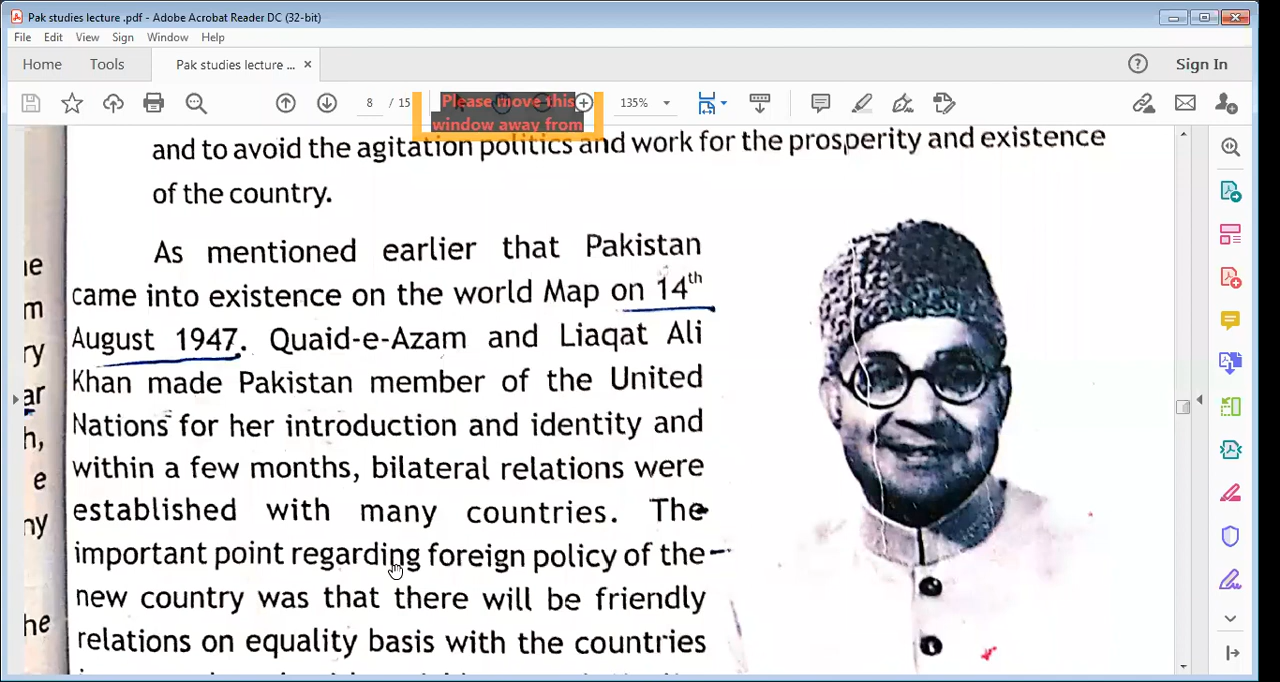 Pak studies lecture .pdf - Adobe Acrobat Reader DC (32-bit)
File Edit View Sign Window Help
Home Tools Pak studies lecture ... × Sign In
8 / 15 Please move this 135%
window away from
and to avoid the agitation politics and work for the prosperity and existence
of the country.
As mentioned earlier that Pakistan
came into existence on the world Map on 14th
August 1947. Quaid-e-Azam and Liaqat Ali
Khan made Pakistan member of the United
Nations for her introduction and identity and
within a few months, bilateral relations were
established with many countries. The
important point regarding foreign policy of the
new country was that there will be friendly
relations on equality basis with the countries